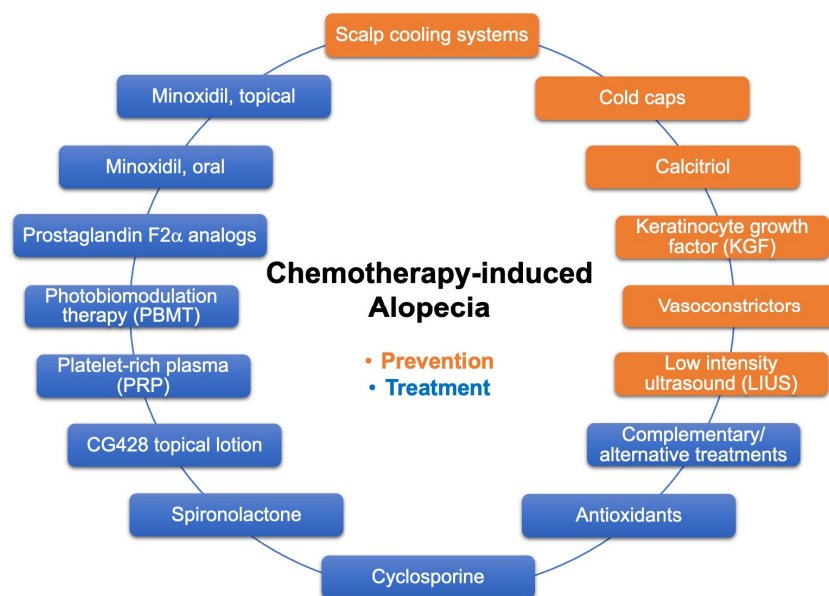 Scalp cooling systems
Cold caps
Calcitriol
Keratinocyte growth
factor (KGF)
Vasoconstrictors
Low intensity
ultrasound (LIUS)
Complementary/
alternative treatments
Antioxidants
Cyclosporine
Spironolactone
CG428 topical lotion
Platelet-rich plasma
(PRP)
Photobiomodulation
therapy (PBMT)
Prostaglandin F2α analogs
Minoxidil, oral
Minoxidil, topical
Chemotherapy-induced
Alopecia
• Prevention
• Treatment